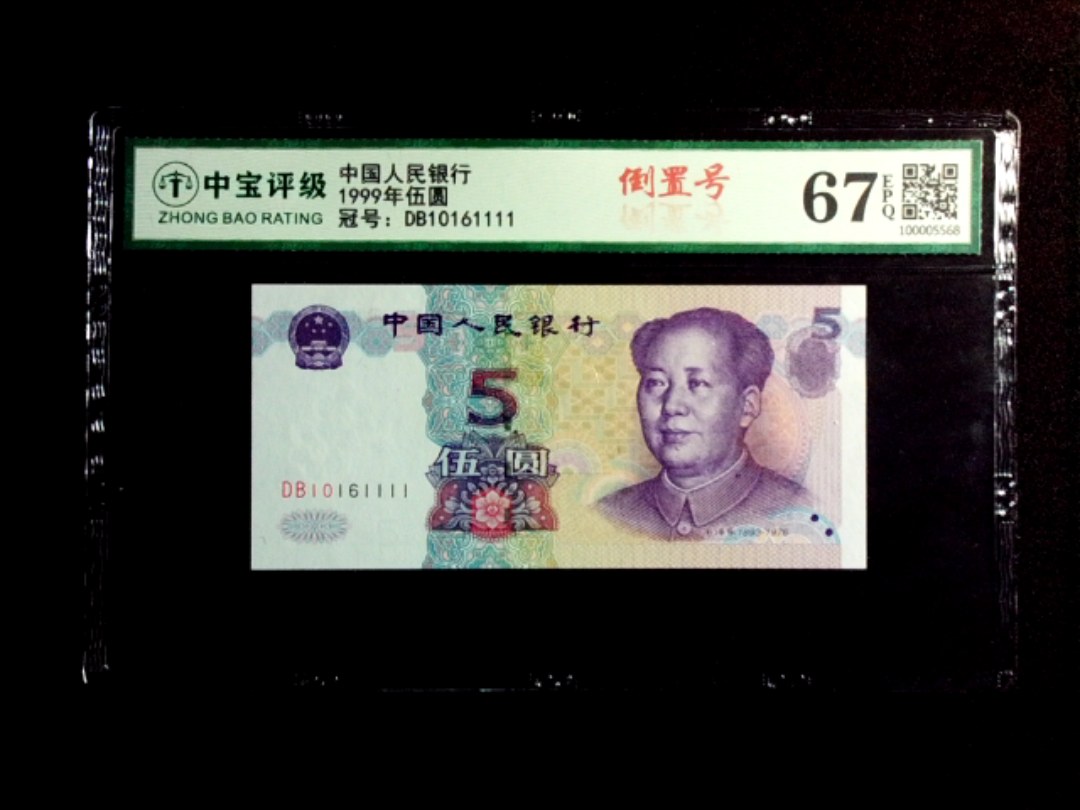 中宝评级
ZHONG BAO RATING
中国人民银行
1999年伍圆
冠号：DB10161111
倒置号
67
EPQ
100005568
中国人民银行
5
5
伍圆
DB10161111